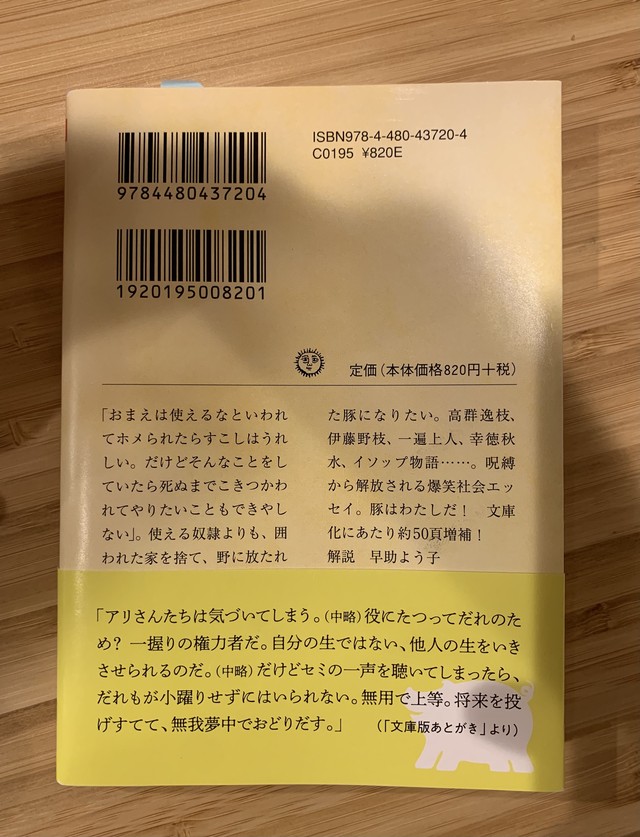 ISBN978-4-480-43720-4
C0195 ¥820E
9784480437204
1920195008201
定価(本体価格820円+税)
「おまえは使えるなといわれ
てホメられたらすこしはうれ
しい。だけどそんなことをし
ていたら死ぬまでこきつかわ
れてやりたいこともできやし
ない」。使える奴隷よりも、囲
われた家を捨て、野に放たれ
た豚になりたい。高群逸枝、
伊藤野枝、一遍上人、幸徳秋
水、イソップ物語……。呪縛
から解放される爆笑社会エッ
セイ。豚はわたしだ！　文庫
化にあたり約50頁増補！
解説　早助よう子
「アリさんたちは気づいてしまう。(中略)役にたつってだれのた
め？ 一握りの権力者だ。自分の生ではない、他人の生をいき
させられるのだ。(中略)だけどセミの一声を聴いてしまったら、
だれもが小躍りせずにはいられない。無用で上等。将来を投
げすてて、無我夢中でおどりだす。」
(「文庫版あとがき」より)